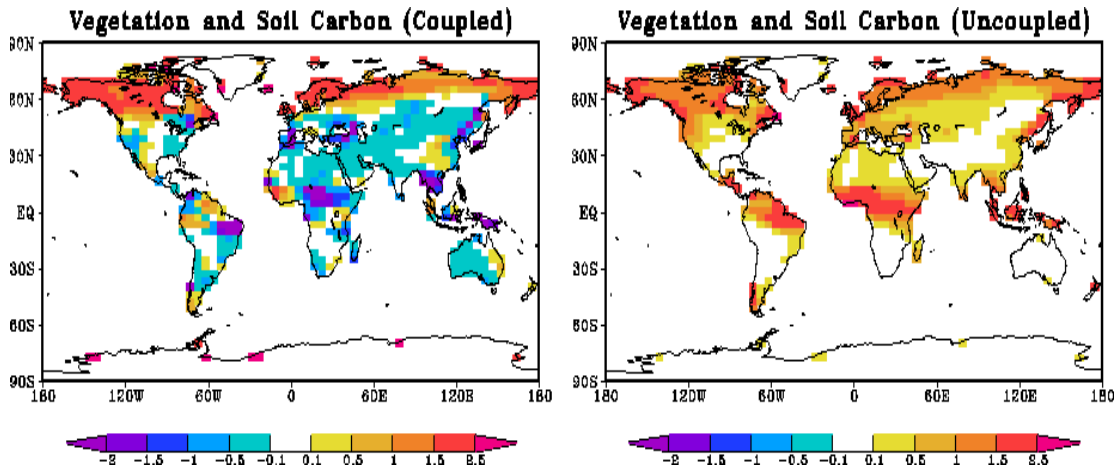 Vegetation and Soil Carbon (Coupled)
90N
60N
30N
EQ
30S
60S
90S
180 120W 60W 0 60E 120E 180
-2 -1.5 -1 -0.5 -0.1 0.1 0.5 1 1.5 2.5
Vegetation and Soil Carbon (Uncoupled)
90N
60N
30N
EQ
30S
60S
90S
180 120W 60W 0 60E 120E 180
-2 -1.5 -1 -0.5 -0.1 0.1 0.5 1 1.5 2.5